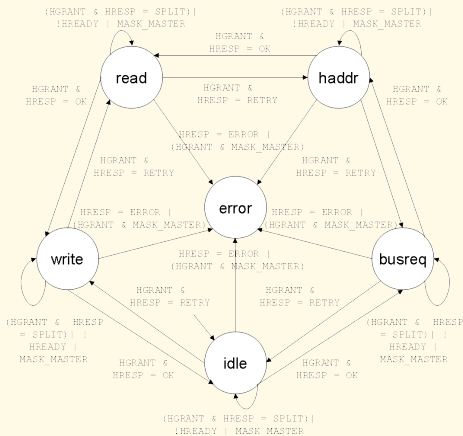 (HGRANT & HRESP = SPLIT)|
!HREADY | MASK_MASTER
(HGRANT & HRESP = SPLIT)|
!HREADY | MASK_MASTER
HGRANT &
HRESP = OK
read
haddr
HGRANT &
HRESP = OK
HGRANT &
HRESP = RETRY
HGRANT &
HRESP = OK
HRESP = ERROR |
(HGRANT & MASK_MASTER)
HGRANT &
HRESP = RETRY
HGRANT &
HRESP = RETRY
error
HRESP = ERROR |
(HGRANT & MASK_MASTER)
HRESP = ERROR |
(HGRANT & MASK_MASTER)
write
busreq
HRESP = ERROR |
(HGRANT & MASK_MASTER)
HGRANT &
HRESP = RETRY
HGRANT &
HRESP = RETRY
(HGRANT & HRESP
= SPLIT)| !
HREADY |
MASK_MASTER
(HGRANT & HRESP
= SPLIT)| !
HREADY |
MASK_MASTER
idle
HGRANT &
HRESP = OK
HGRANT &
HRESP = OK
(HGRANT & HRESP = SPLIT)|
!HREADY | MASK_MASTER